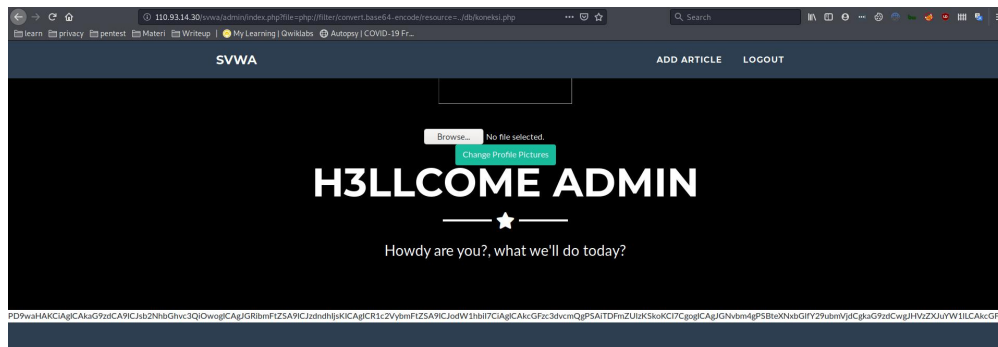 110.93.14.30/svwa/admin/index.php?file=php://filter/convert.base64-encode/resource=../db/koneksi.php
Search
learn privacy pentest Materi Writeup | My Learning | Qwiklabs Autopsy | COVID-19 Fr...
SVWA ADD ARTICLE LOGOUT
Browse... No file selected.
Change Profile Pictures
H3LLCOME ADMIN
Howdy are you?, what we'll do today?